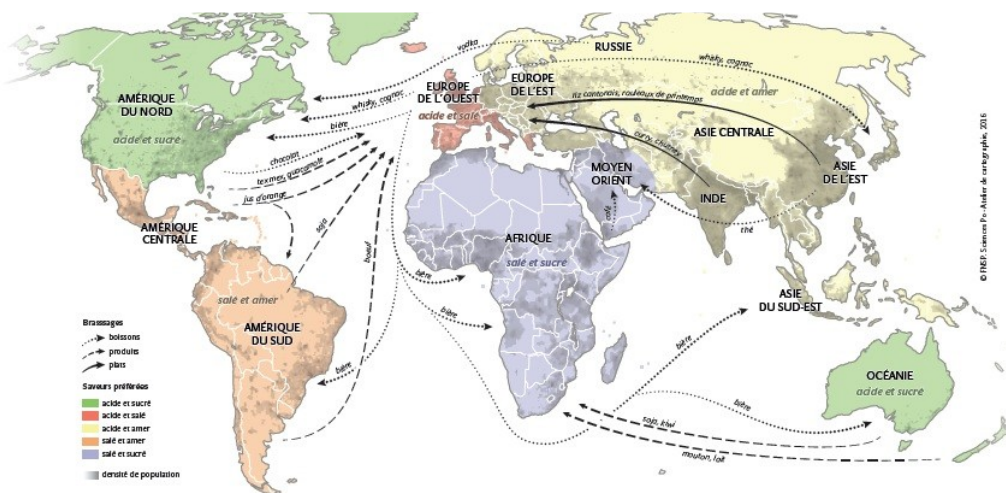 RUSSIE
vodka
whisky, cognac
EUROPE
DE L'OUEST
acide et salé
EUROPE
DE L'EST
riz cantonais, rouleaux de printemps
acide et amer
AMÉRIQUE
DU NORD
acide et sucré
whisky, cognac
bière
chocolat
tex mex, guacamole
jus d'orange
ASIE CENTRALE
curry, chutney
ASIE
DE L'EST
MOYEN
ORIENT
INDE
café
thé
AMÉRIQUE
CENTRALE
soja
boeuf
AFRIQUE
salé et sucré
bière
bière
salé et amer
AMÉRIQUE
DU SUD
bière
ASIE
DU SUD-EST
bière
OCÉANIE
acide et sucré
bière
soja, kiwi
mouton, lait
Brasssages
boissons
produits
plats
Saveurs préférées
acide et sucré
acide et salé
acide et amer
salé et amer
salé et sucré
densité de population
© FNSP. Sciences Po - Atelier de cartographie, 2016